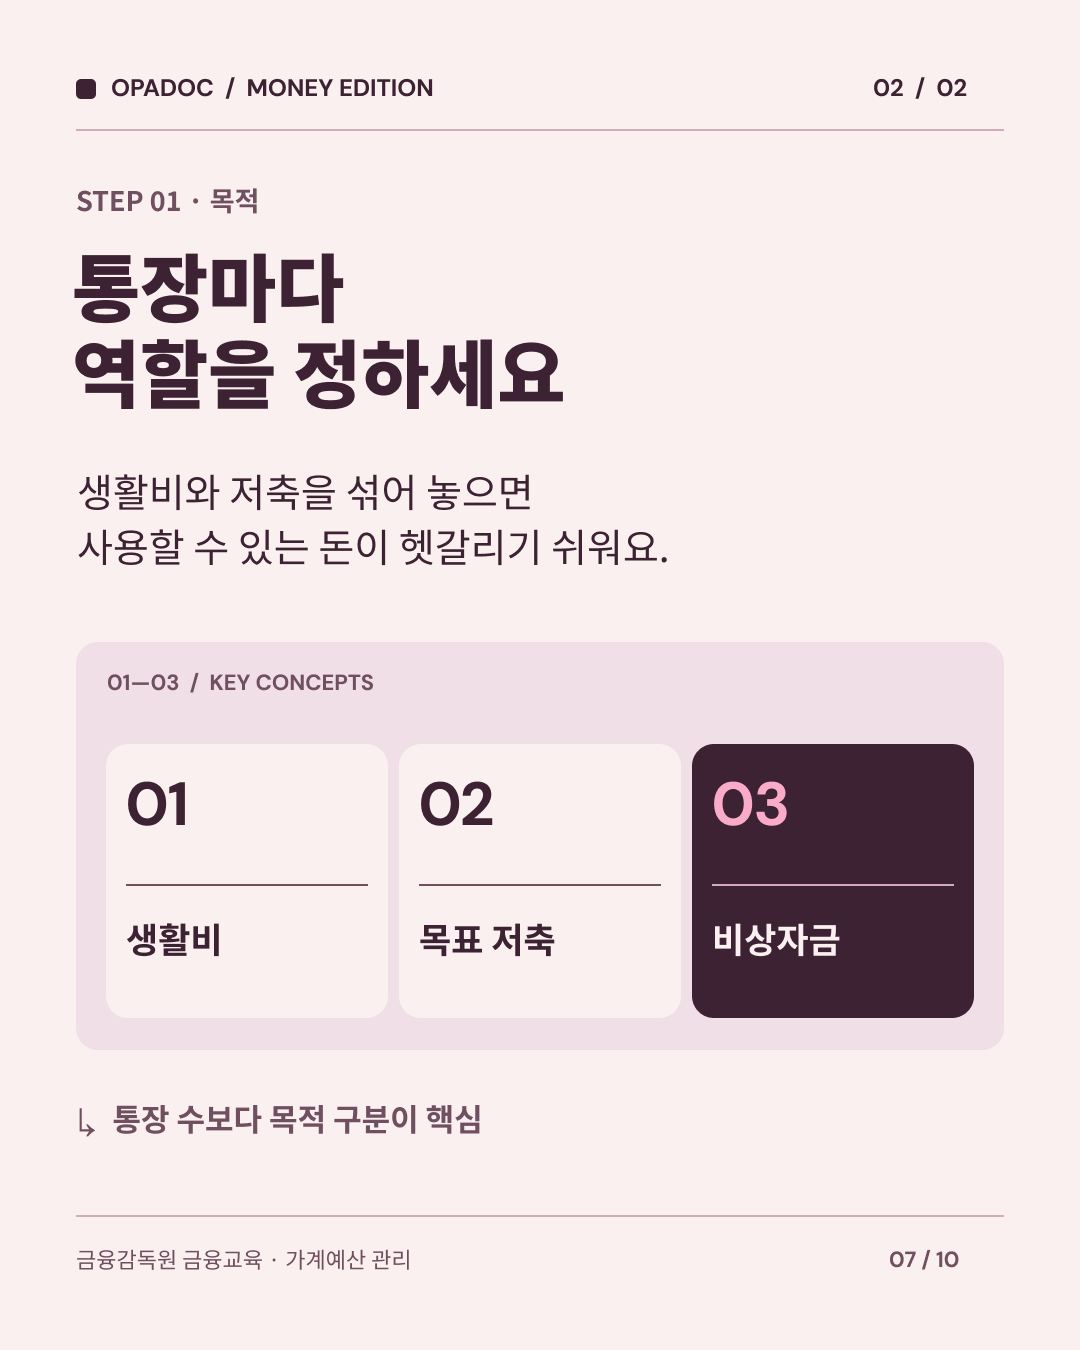 OPADOC / MONEY EDITION
02 / 02
STEP 01 · 목적
통장마다
역할을 정하세요
생활비와 저축을 섞어 놓으면
사용할 수 있는 돈이 헷갈리기 쉬워요.
01—03 / KEY CONCEPTS
01
생활비
02
목표 저축
03
비상자금
↳ 통장 수보다 목적 구분이 핵심
금융감독원 금융교육 · 가계예산 관리
07 / 10